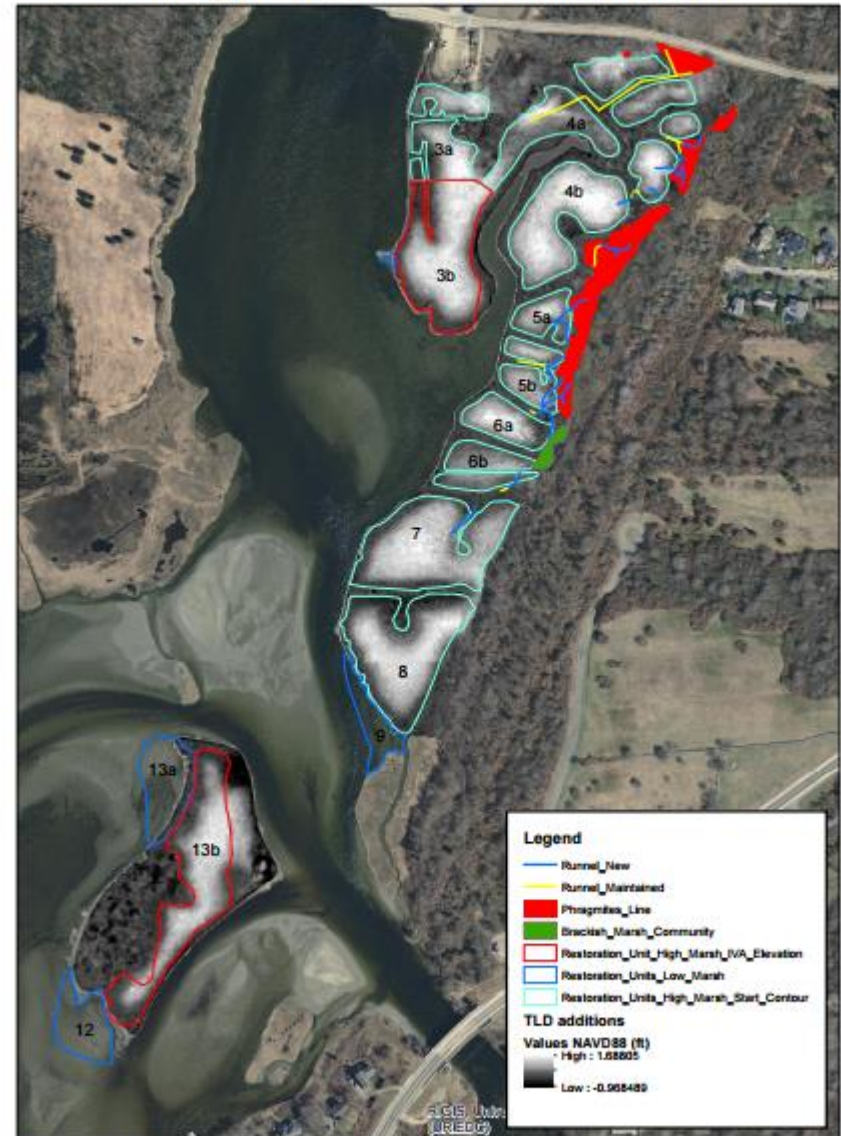 3a
4a
4b
3b
5a
5b
6a
6b
7
8
9
13a
13b
12
Legend
Runnel_New
Runnel_Maintained
Phragmites_Line
Brackish_Marsh_Community
Restoration_Unit_High_Marsh_IVA_Elevation
Restoration_Units_Low_Marsh
Restoration_Units_High_Marsh_Start_Contour
TLD additions
Values NAVD88 (ft)
High : 1.68805
Low : -0.968489